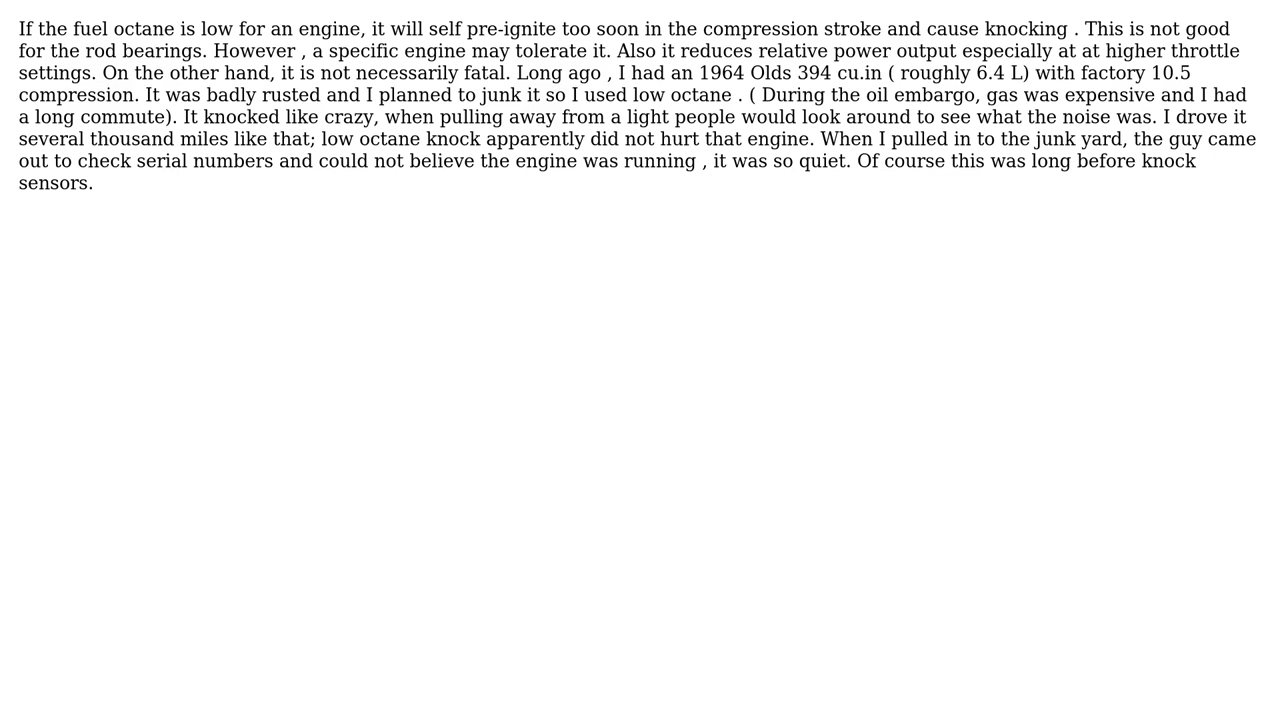 If the fuel octane is low for an engine, it will self pre-ignite too soon in the compression stroke and cause knocking . This is not good
for the rod bearings. However , a specific engine may tolerate it. Also it reduces relative power output especially at at higher throttle
settings. On the other hand, it is not necessarily fatal. Long ago , I had an 1964 Olds 394 cu.in ( roughly 6.4 L) with factory 10.5
compression. It was badly rusted and I planned to junk it so I used low octane . ( During the oil embargo, gas was expensive and I had
a long commute). It knocked like crazy, when pulling away from a light people would look around to see what the noise was. I drove it
several thousand miles like that; low octane knock apparently did not hurt that engine. When I pulled in to the junk yard, the guy came
out to check serial numbers and could not believe the engine was running , it was so quiet. Of course this was long before knock
sensors.